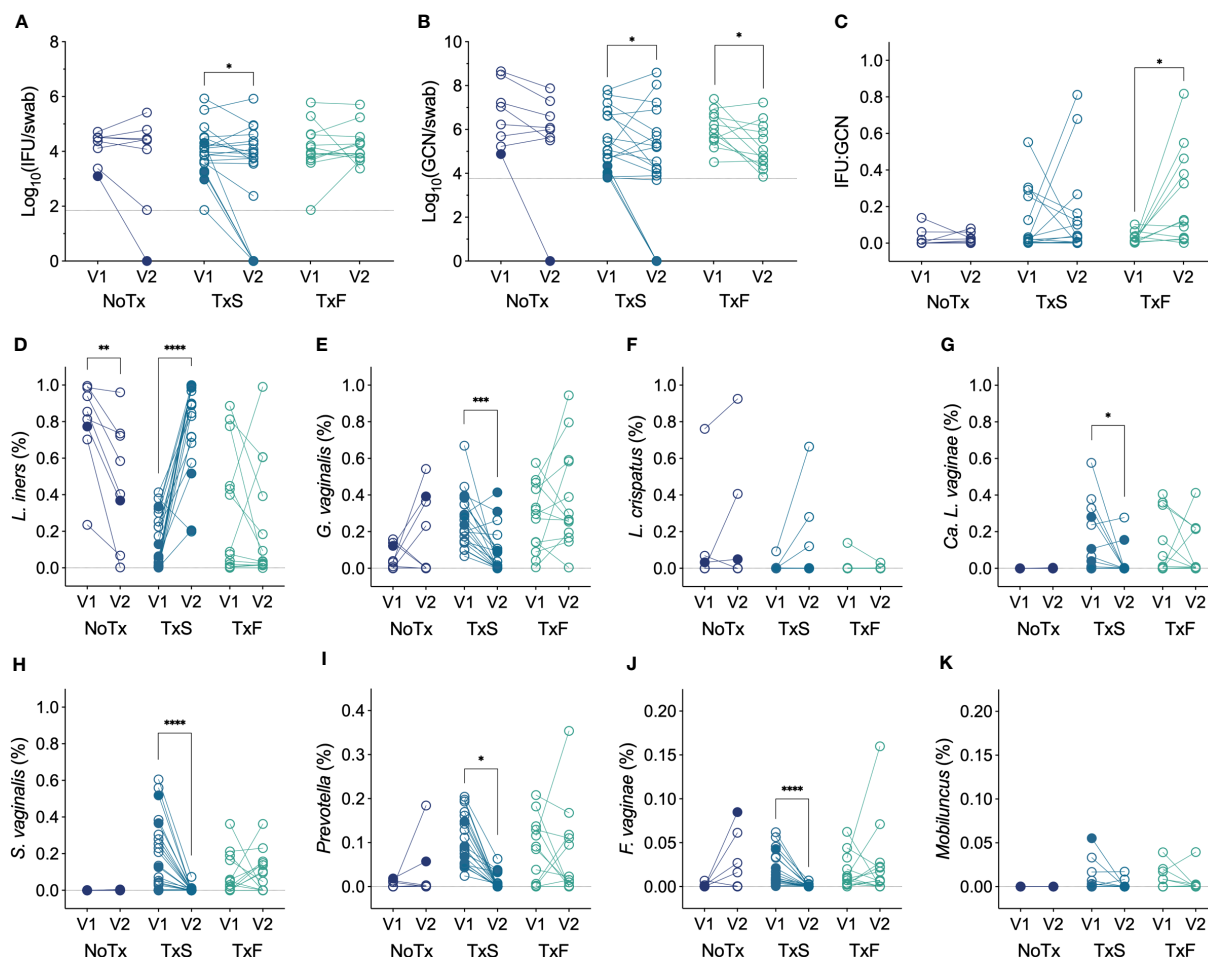 A
B
C
8
6
4
2
0
Log10(IFU/swab)
*
V1 V2 V1 V2 V1 V2
NoTx TxS TxF
10
8
6
4
2
0
Log10(GCN/swab)
* *
V1 V2 V1 V2 V1 V2
NoTx TxS TxF
1.0
0.8
0.6
0.4
0.2
0.0
IFU:GCN
*
V1 V2 V1 V2 V1 V2
NoTx TxS TxF
D
E
F
G
1.0
0.8
0.6
0.4
0.2
0.0
L. iners (%)
** ****
V1 V2 V1 V2 V1 V2
NoTx TxS TxF
1.0
0.8
0.6
0.4
0.2
0.0
G. vaginalis (%)
***
V1 V2 V1 V2 V1 V2
NoTx TxS TxF
1.0
0.8
0.6
0.4
0.2
0.0
L. crispatus (%)
V1 V2 V1 V2 V1 V2
NoTx TxS TxF
1.0
0.8
0.6
0.4
0.2
0.0
Ca. L. vaginae (%)
*
V1 V2 V1 V2 V1 V2
NoTx TxS TxF
H
I
J
K
1.0
0.8
0.6
0.4
0.2
0.0
S. vaginalis (%)
****
V1 V2 V1 V2 V1 V2
NoTx TxS TxF
0.4
0.3
0.2
0.1
0.0
Prevotella (%)
*
V1 V2 V1 V2 V1 V2
NoTx TxS TxF
0.20
0.15
0.10
0.05
0.00
F. vaginae (%)
****
V1 V2 V1 V2 V1 V2
NoTx TxS TxF
0.20
0.15
0.10
0.05
0.00
Mobiluncus (%)
V1 V2 V1 V2 V1 V2
NoTx TxS TxF